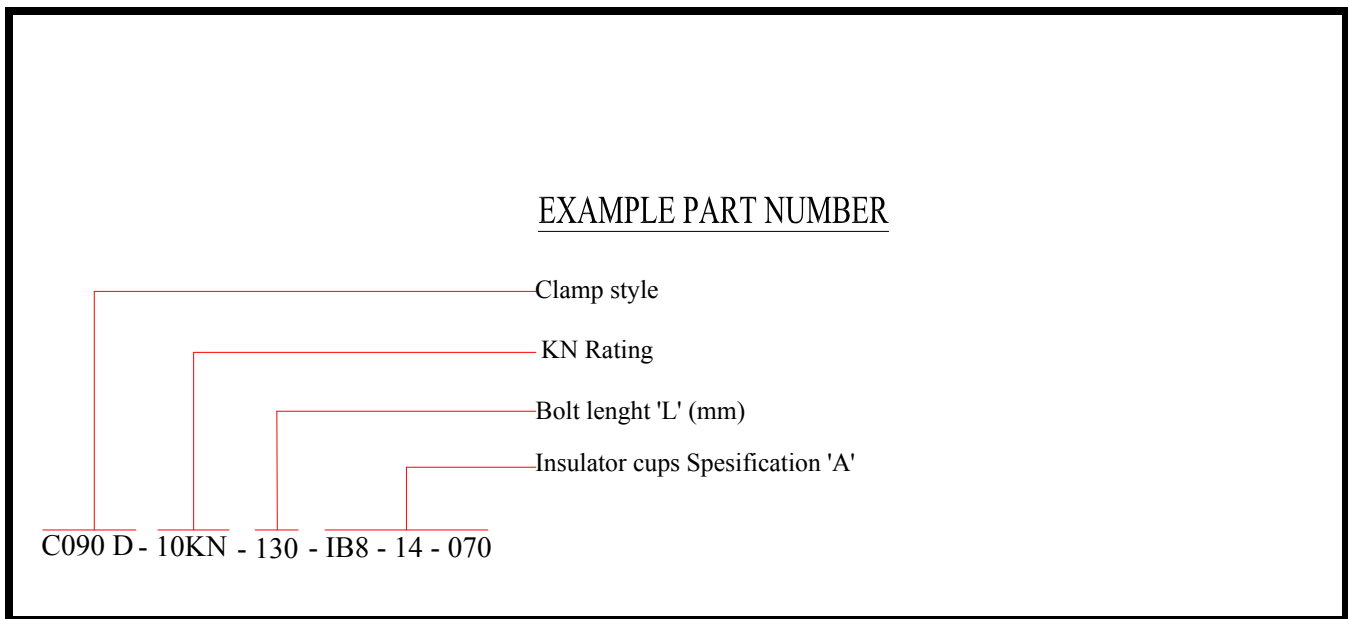 EXAMPLE PART NUMBER
Clamp style
KN Rating
Bolt lenght 'L' (mm)
Insulator cups Spesification 'A'
C090 D - 10KN - 130 - IB8 - 14 - 070